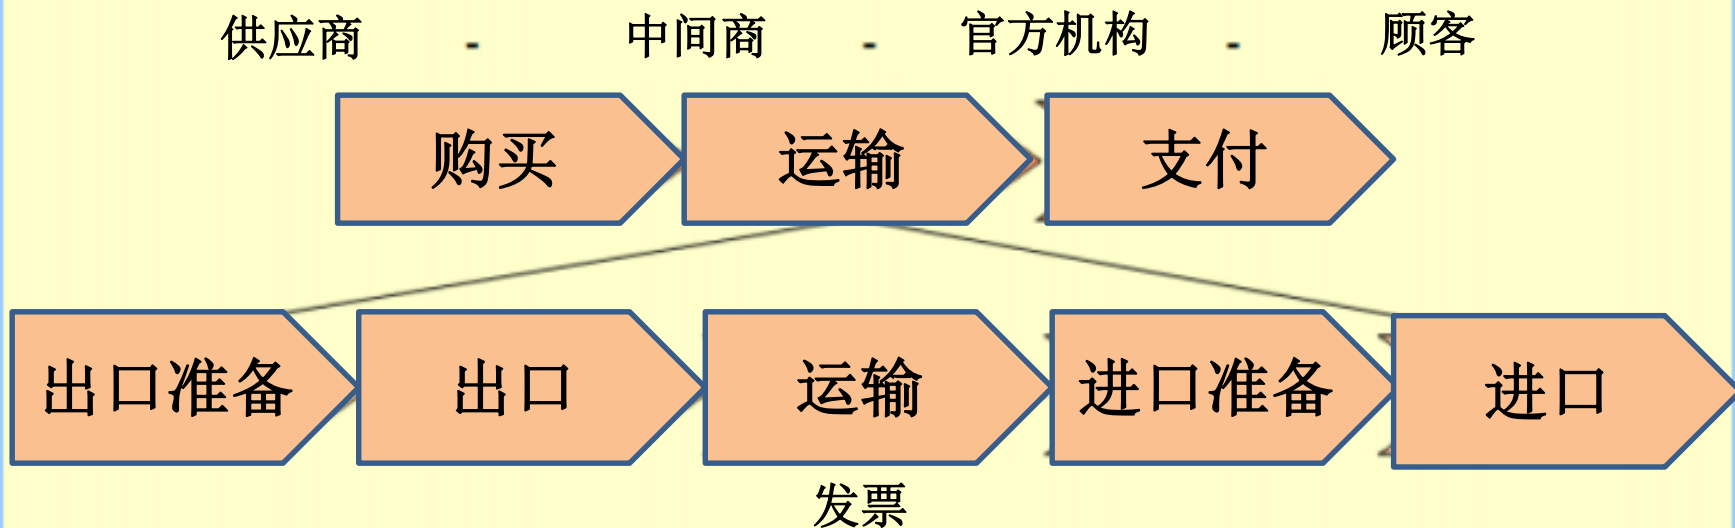 供应商 - 中间商 - 官方机构 - 顾客
购买 运输 支付
出口准备 出口 运输 进口准备 进口
发票